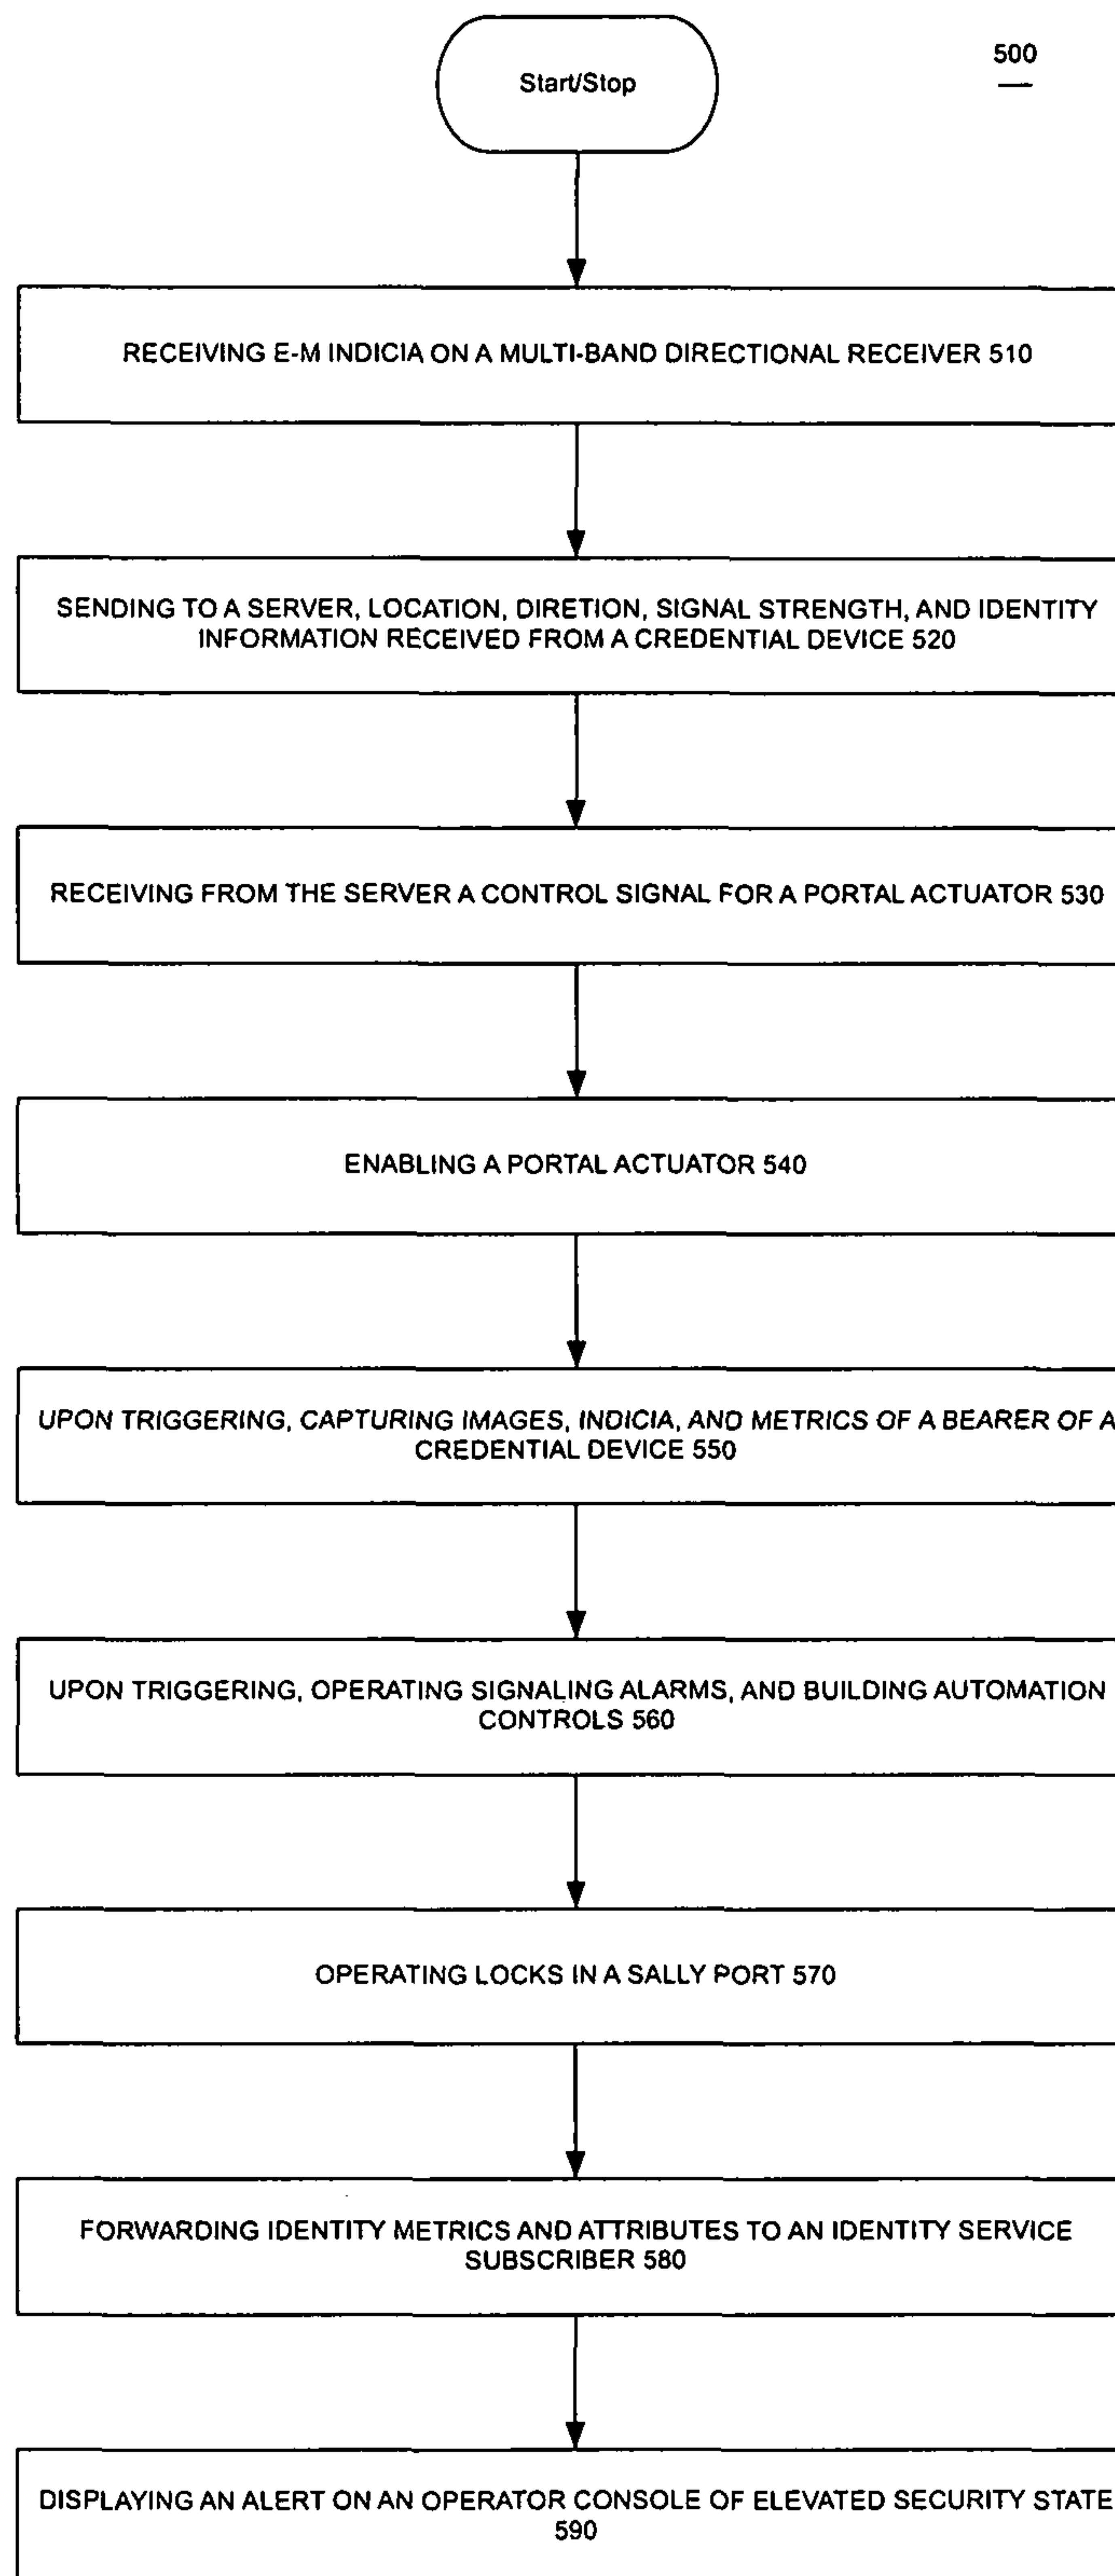 Start/Stop
500
RECEIVING E-M INDICIA ON A MULTI-BAND DIRECTIONAL RECEIVER 510
SENDING TO A SERVER, LOCATION, DIRETION, SIGNAL STRENGTH, AND IDENTITY
INFORMATION RECEIVED FROM A CREDENTIAL DEVICE 520
RECEIVING FROM THE SERVER A CONTROL SIGNAL FOR A PORTAL ACTUATOR 530
ENABLING A PORTAL ACTUATOR 540
UPON TRIGGERING, CAPTURING IMAGES, INDICIA, AND METRICS OF A BEARER OF A
CREDENTIAL DEVICE 550
UPON TRIGGERING, OPERATING SIGNALING ALARMS, AND BUILDING AUTOMATION
CONTROLS 560
OPERATING LOCKS IN A SALLY PORT 570
FORWARDING IDENTITY METRICS AND ATTRIBUTES TO AN IDENTITY SERVICE
SUBSCRIBER 580
DISPLAYING AN ALERT ON AN OPERATOR CONSOLE OF ELEVATED SECURITY STATE
590